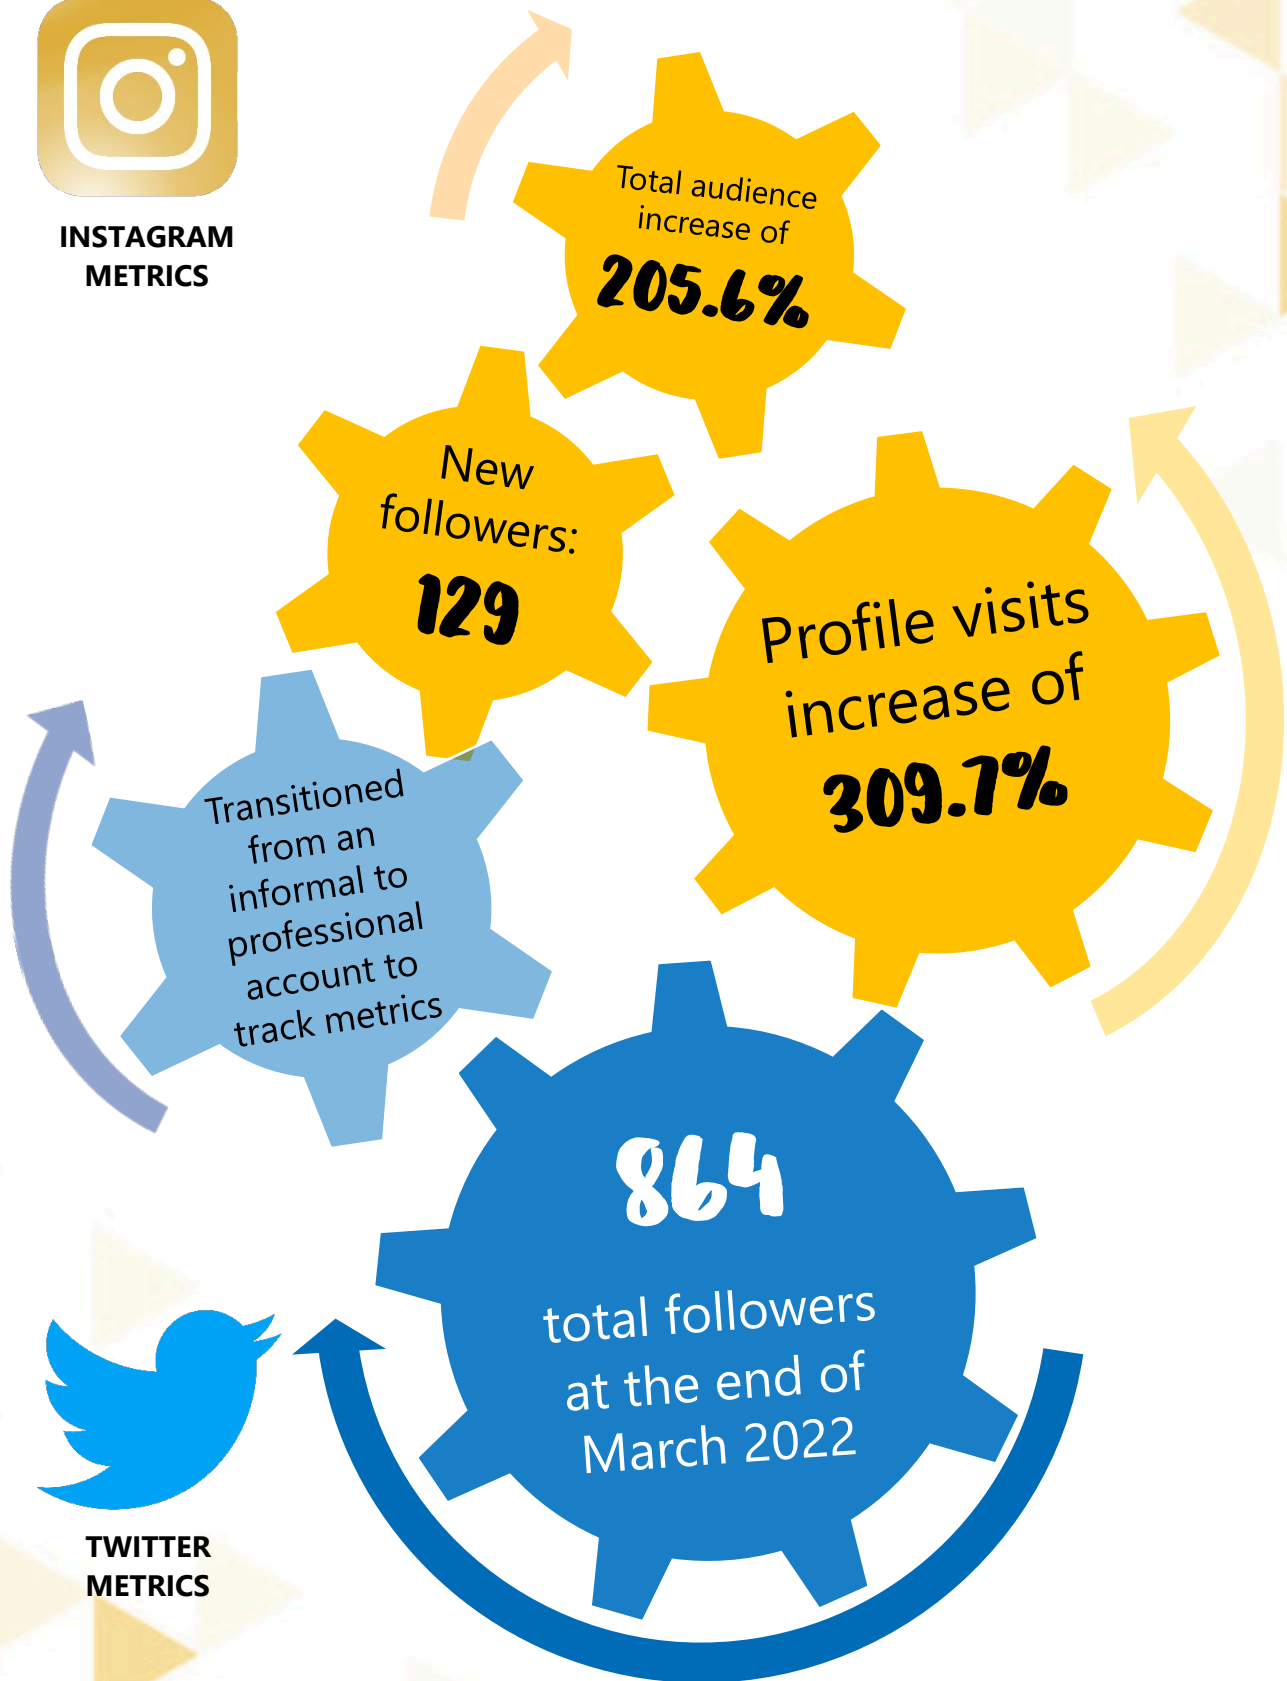 INSTAGRAM
METRICS
Total audience
increase of
205.6%
New
followers:
129
Profile visits
increase of
309.7%
Transitioned
from an
informal to
professional
account to
track metrics
864
total followers
at the end of
March 2022
TWITTER
METRICS